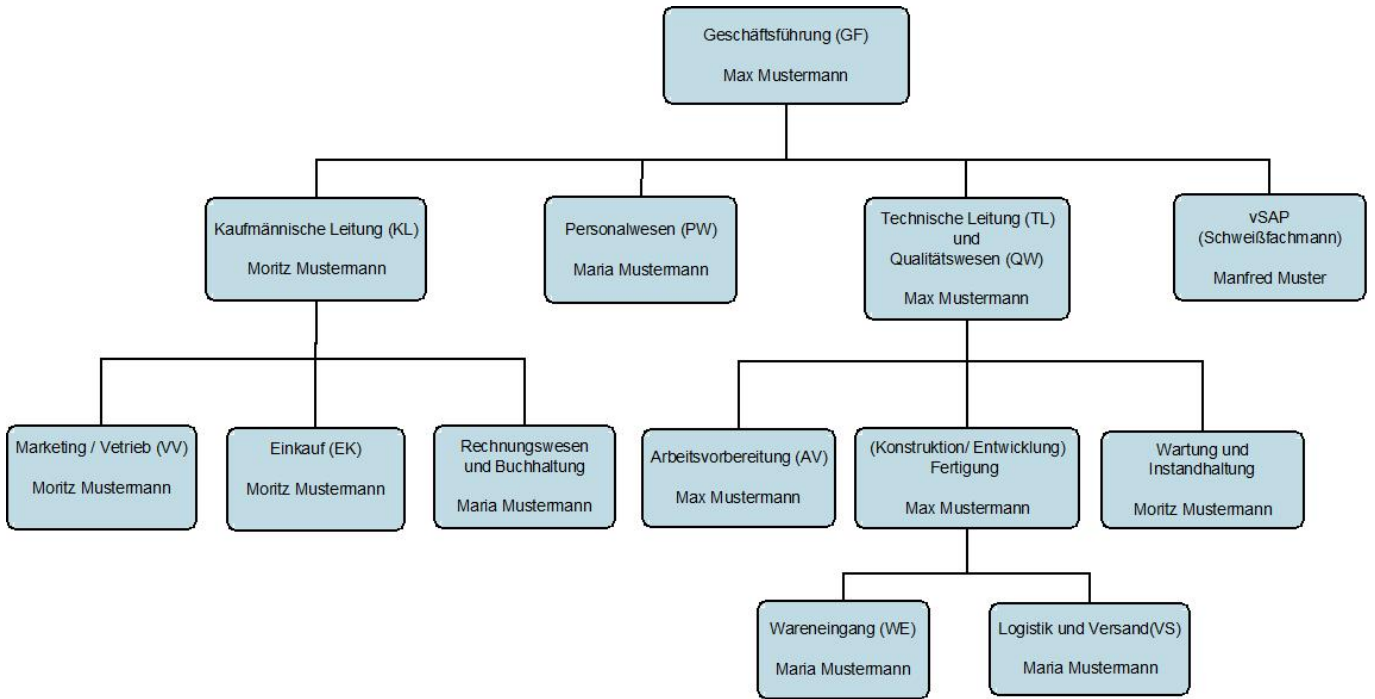 Geschäftsführung (GF)
Max Mustermann
Kaufmännische Leitung (KL)
Moritz Mustermann
Personalwesen (PW)
Maria Mustermann
Technische Leitung (TL)
und
Qualitätswesen (QW)
Max Mustermann
vSAP
(Schweißfachmann)
Manfred Muster
Marketing / Vetrieb (VV)
Moritz Mustermann
Einkauf (EK)
Moritz Mustermann
Rechnungswesen
und Buchhaltung
Maria Mustermann
Arbeitsvorbereitung (AV)
Max Mustermann
(Konstruktion/ Entwicklung)
Fertigung
Max Mustermann
Wartung und
Instandhaltung
Moritz Mustermann
Wareneingang (WE)
Maria Mustermann
Logistik und Versand(VS)
Maria Mustermann